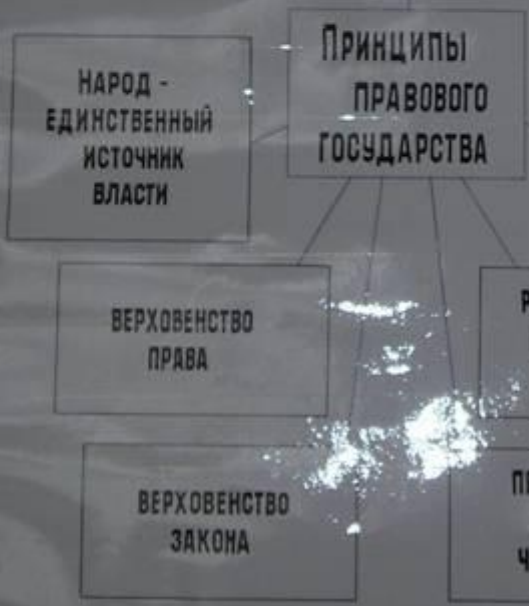 Принципы
правового
государства
Народ -
единственный
источник
власти
Верховенство
права
Верховенство
закона